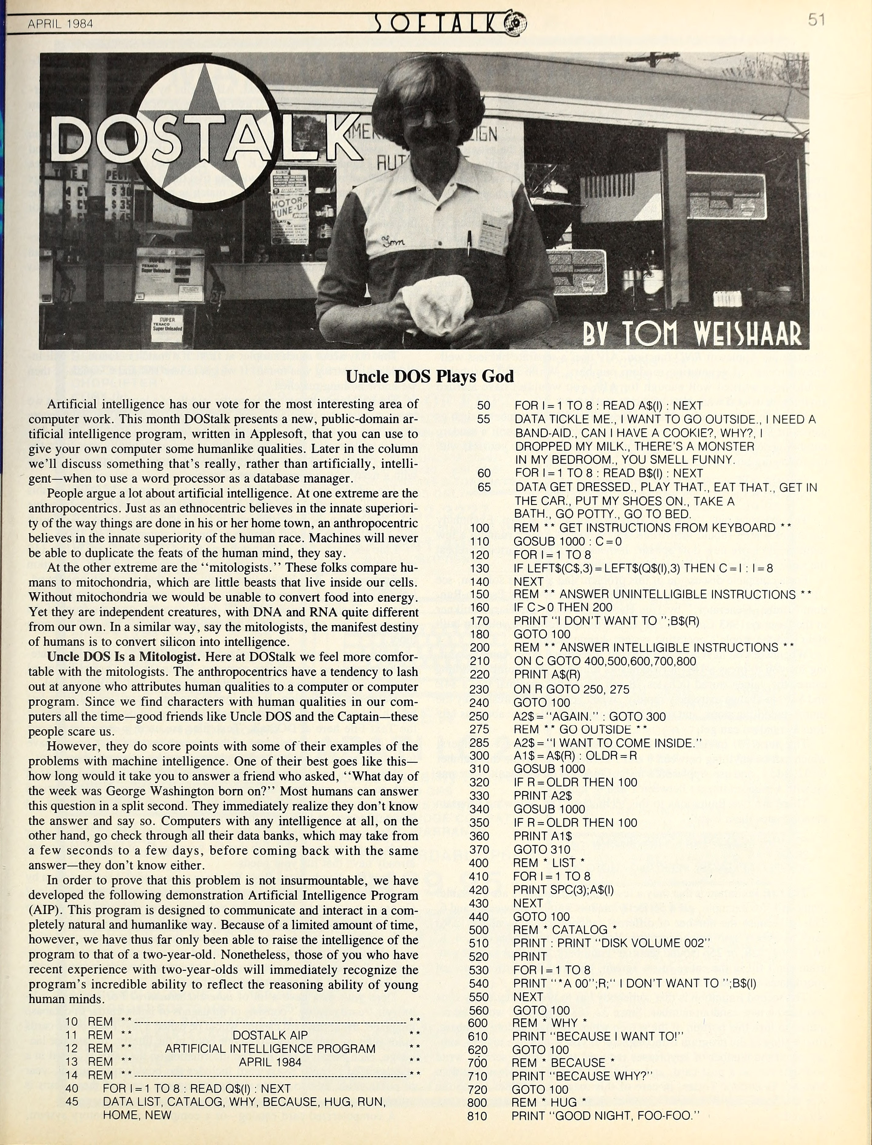 APRIL 1984
SOFTALK
51
DOSTALK
AUT
MOTOR
TUNE-UP
SUPER
TEXACO
Super Unleaded
Tom
BY TOM WEISHAAR
Uncle DOS Plays God
Artificial intelligence has our vote for the most interesting area of
computer work. This month DOStalk presents a new, public-domain ar-
tificial intelligence program, written in Applesoft, that you can use to
give your own computer some humanlike qualities. Later in the column
we'll discuss something that's really, rather than artificially, intelli-
gent—when to use a word processor as a database manager.
People argue a lot about artificial intelligence. At one extreme are the
anthropocentrics. Just as an ethnocentric believes in the innate superiori-
ty of the way things are done in his or her home town, an anthropocentric
believes in the innate superiority of the human race. Machines will never
be able to duplicate the feats of the human mind, they say.
At the other extreme are the "mitologists." These folks compare hu-
mans to mitochondria, which are little beasts that live inside our cells.
Without mitochondria we would be unable to convert food into energy.
Yet they are independent creatures, with DNA and RNA quite different
from our own. In a similar way, say the mitologists, the manifest destiny
of humans is to convert silicon into intelligence.
Uncle DOS Is a Mitologist. Here at DOStalk we feel more comfor-
table with the mitologists. The anthropocentrics have a tendency to lash
out at anyone who attributes human qualities to a computer or computer
program. Since we find characters with human qualities in our com-
puters all the time—good friends like Uncle DOS and the Captain—these
people scare us.
However, they do score points with some of their examples of the
problems with machine intelligence. One of their best goes like this—
how long would it take you to answer a friend who asked, "What day of
the week was George Washington born on?" Most humans can answer
this question in a split second. They immediately realize they don't know
the answer and say so. Computers with any intelligence at all, on the
other hand, go check through all their data banks, which may take from
a few seconds to a few days, before coming back with the same
answer—they don't know either.
In order to prove that this problem is not insurmountable, we have
developed the following demonstration Artificial Intelligence Program
(AIP). This program is designed to communicate and interact in a com-
pletely natural and humanlike way. Because of a limited amount of time,
however, we have thus far only been able to raise the intelligence of the
program to that of a two-year-old. Nonetheless, those of you who have
recent experience with two-year-olds will immediately recognize the
program's incredible ability to reflect the reasoning ability of young
human minds.
10 REM **--------------------------------------------------**
11 REM ** DOSTALK AIP **
12 REM ** ARTIFICIAL INTELLIGENCE PROGRAM **
13 REM ** APRIL 1984 **
14 REM **--------------------------------------------------**
40 FOR I=1 TO 8 : READ Q$(I) : NEXT
45 DATA LIST, CATALOG, WHY, BECAUSE, HUG, RUN,
HOME, NEW
50 FOR I=1 TO 8 : READ A$(I) : NEXT
55 DATA TICKLE ME., I WANT TO GO OUTSIDE., I NEED A
BAND-AID., CAN I HAVE A COOKIE?, WHY?, I
DROPPED MY MILK., THERE'S A MONSTER
IN MY BEDROOM., YOU SMELL FUNNY.
60 FOR I=1 TO 8 : READ B$(I) : NEXT
65 DATA GET DRESSED., PLAY THAT., EAT THAT., GET IN
THE CAR., PUT MY SHOES ON., TAKE A
BATH., GO POTTY., GO TO BED.
100 REM ** GET INSTRUCTIONS FROM KEYBOARD **
110 GOSUB 1000 : C=0
120 FOR I=1 TO 8
130 IF LEFT$(C$,3)=LEFT$(Q$(I),3) THEN C=I : I=8
140 NEXT
150 REM ** ANSWER UNINTELLIGIBLE INSTRUCTIONS **
160 IF C>0 THEN 200
170 PRINT "I DON'T WANT TO ";B$(R)
180 GOTO 100
200 REM ** ANSWER INTELLIGIBLE INSTRUCTIONS **
210 ON C GOTO 400,500,600,700,800
220 PRINT A$(R)
230 ON R GOTO 250, 275
240 GOTO 100
250 A2$="AGAIN." : GOTO 300
275 REM ** GO OUTSIDE **
285 A2$="I WANT TO COME INSIDE."
300 A1$=A$(R) : OLDR=R
310 GOSUB 1000
320 IF R=OLDR THEN 100
330 PRINT A2$
340 GOSUB 1000
350 IF R=OLDR THEN 100
360 PRINT A1$
370 GOTO 310
400 REM * LIST *
410 FOR I=1 TO 8
420 PRINT SPC(3);A$(I)
430 NEXT
440 GOTO 100
500 REM * CATALOG *
510 PRINT : PRINT "DISK VOLUME 002"
520 PRINT
530 FOR I=1 TO 8
540 PRINT "*A 00";R;" I DON'T WANT TO ";B$(I)
550 NEXT
560 GOTO 100
600 REM * WHY *
610 PRINT "BECAUSE I WANT TO!"
620 GOTO 100
700 REM * BECAUSE *
710 PRINT "BECAUSE WHY?"
720 GOTO 100
800 REM * HUG *
810 PRINT "GOOD NIGHT, FOO-FOO."